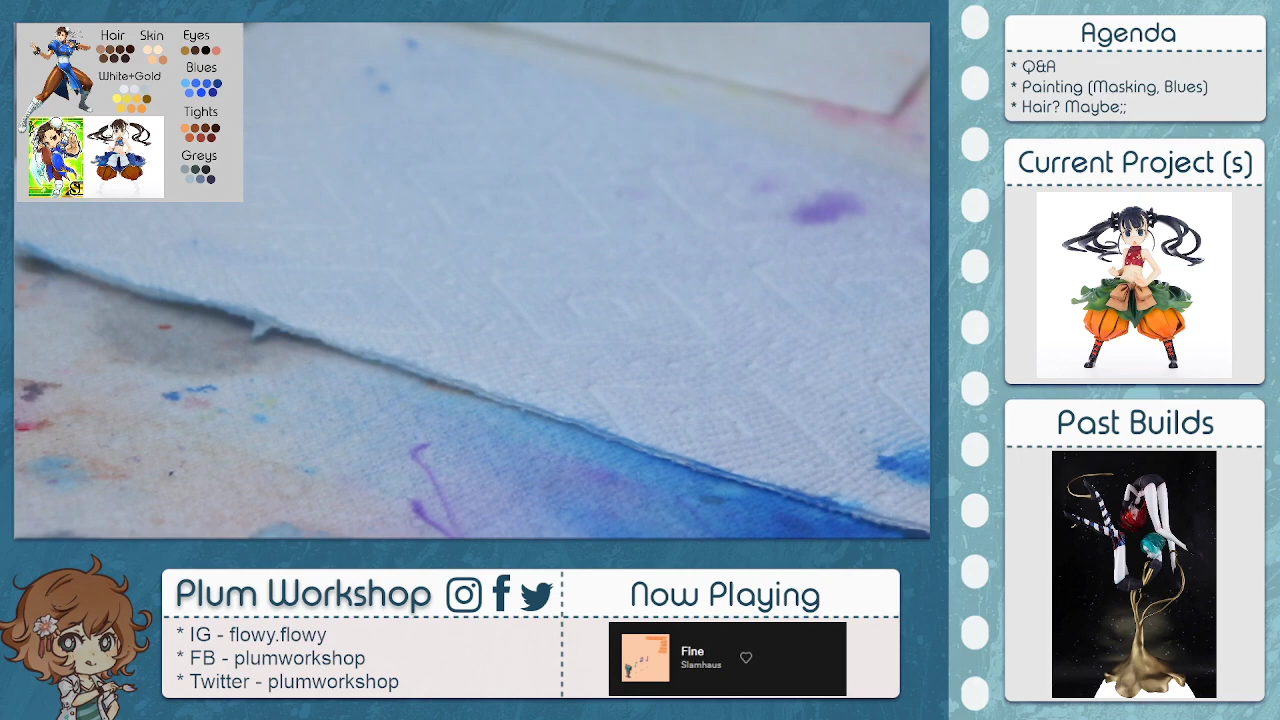 Hair
Skin
Eyes
White+Gold
Blues
Tights
Greys
Agenda
* Q&A
* Painting (Masking, Blues)
* Hair? Maybe;;
Current Project (s)
Past Builds
Plum Workshop
* IG - flowy.flowy
* FB - plumworkshop
* Twitter - plumworkshop
Now Playing
FIne
Slamhaus